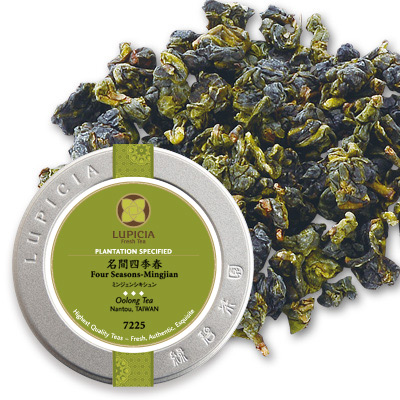 LUPICIA
LUPICIA
Fresh Tea
PLANTATION SPECIFIED
名間四季春
Four Seasons-Mingjian
ミンジェンシキシュン
Oolong Tea
Nantou, TAIWAN
7225
Highest Quality Teas ~ Fresh, Authentic, Exquisite
緑碧茶園